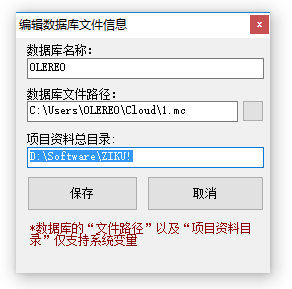 编辑数据库文件信息
x
数据库名称:
OLEREO
数据库文件路径:
C:\Users\OLEREO\Cloud\1.mc
项目资料总目录:
D:\Software\ZIKU!
保存
取消
*数据库的“文件路径”以及“项目资料目
录”仅支持系统变量